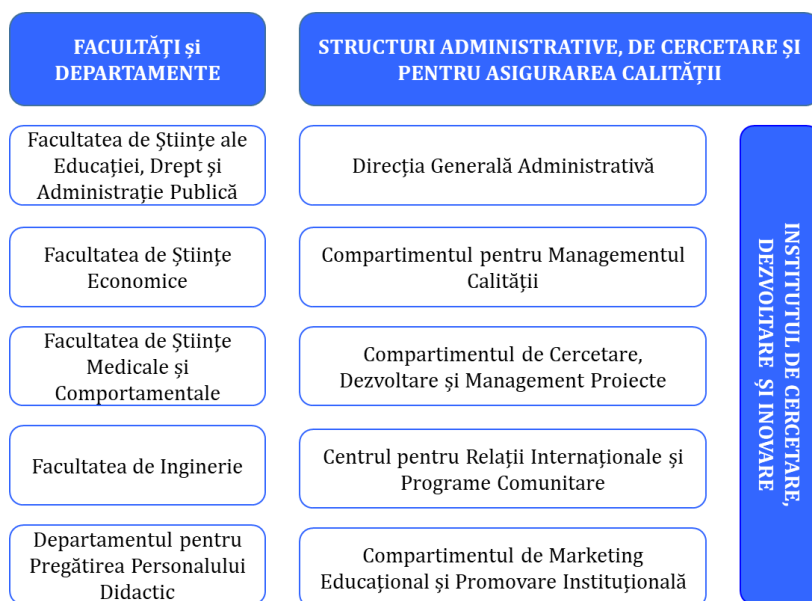 FACULTĂȚI și
DEPARTAMENTE
STRUCTURI ADMINISTRATIVE, DE CERCETARE ȘI
PENTRU ASIGURAREA CALITĂȚII
Facultatea de Științe ale
Educației, Drept și
Administrație Publică
Facultatea de Științe
Economice
Facultatea de Științe
Medicale și
Comportamentale
Facultatea de Inginerie
Departamentul pentru
Pregătirea Personalului
Didactic
Direcția Generală Administrativă
Compartimentul pentru Managementul
Calității
Compartimentul de Cercetare,
Dezvoltare și Management Proiecte
Centrul pentru Relații Internaționale și
Programe Comunitare
Compartimentul de Marketing
Educațional și Promovare Instituțională
INSTITUTUL DE CERCETARE,
DEZVOLTARE ȘI INOVARE